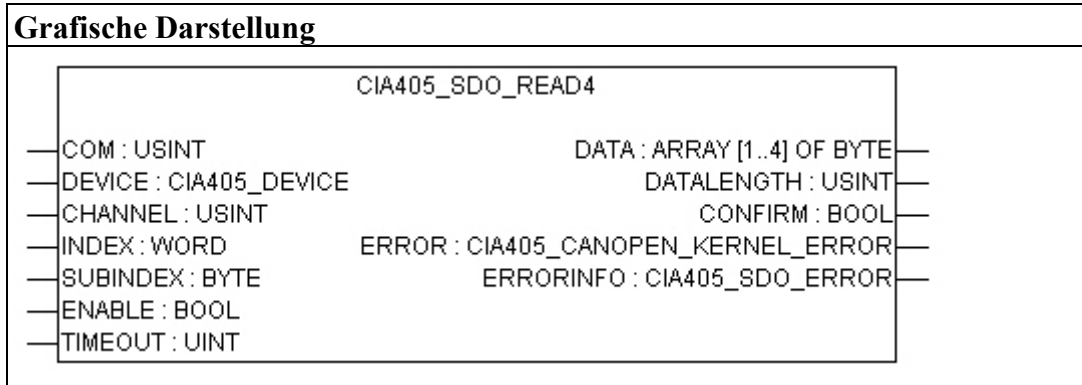 Grafische Darstellung
CIA405_SDO_READ4
COM : USINT DATA : ARRAY [1..4] OF BYTE
DEVICE : CIA405_DEVICE DATALENGTH : USINT
CHANNEL : USINT CONFIRM : BOOL
INDEX : WORD ERROR : CIA405_CANOPEN_KERNEL_ERROR
SUBINDEX : BYTE ERRORINFO : CIA405_SDO_ERROR
ENABLE : BOOL
TIMEOUT : UINT